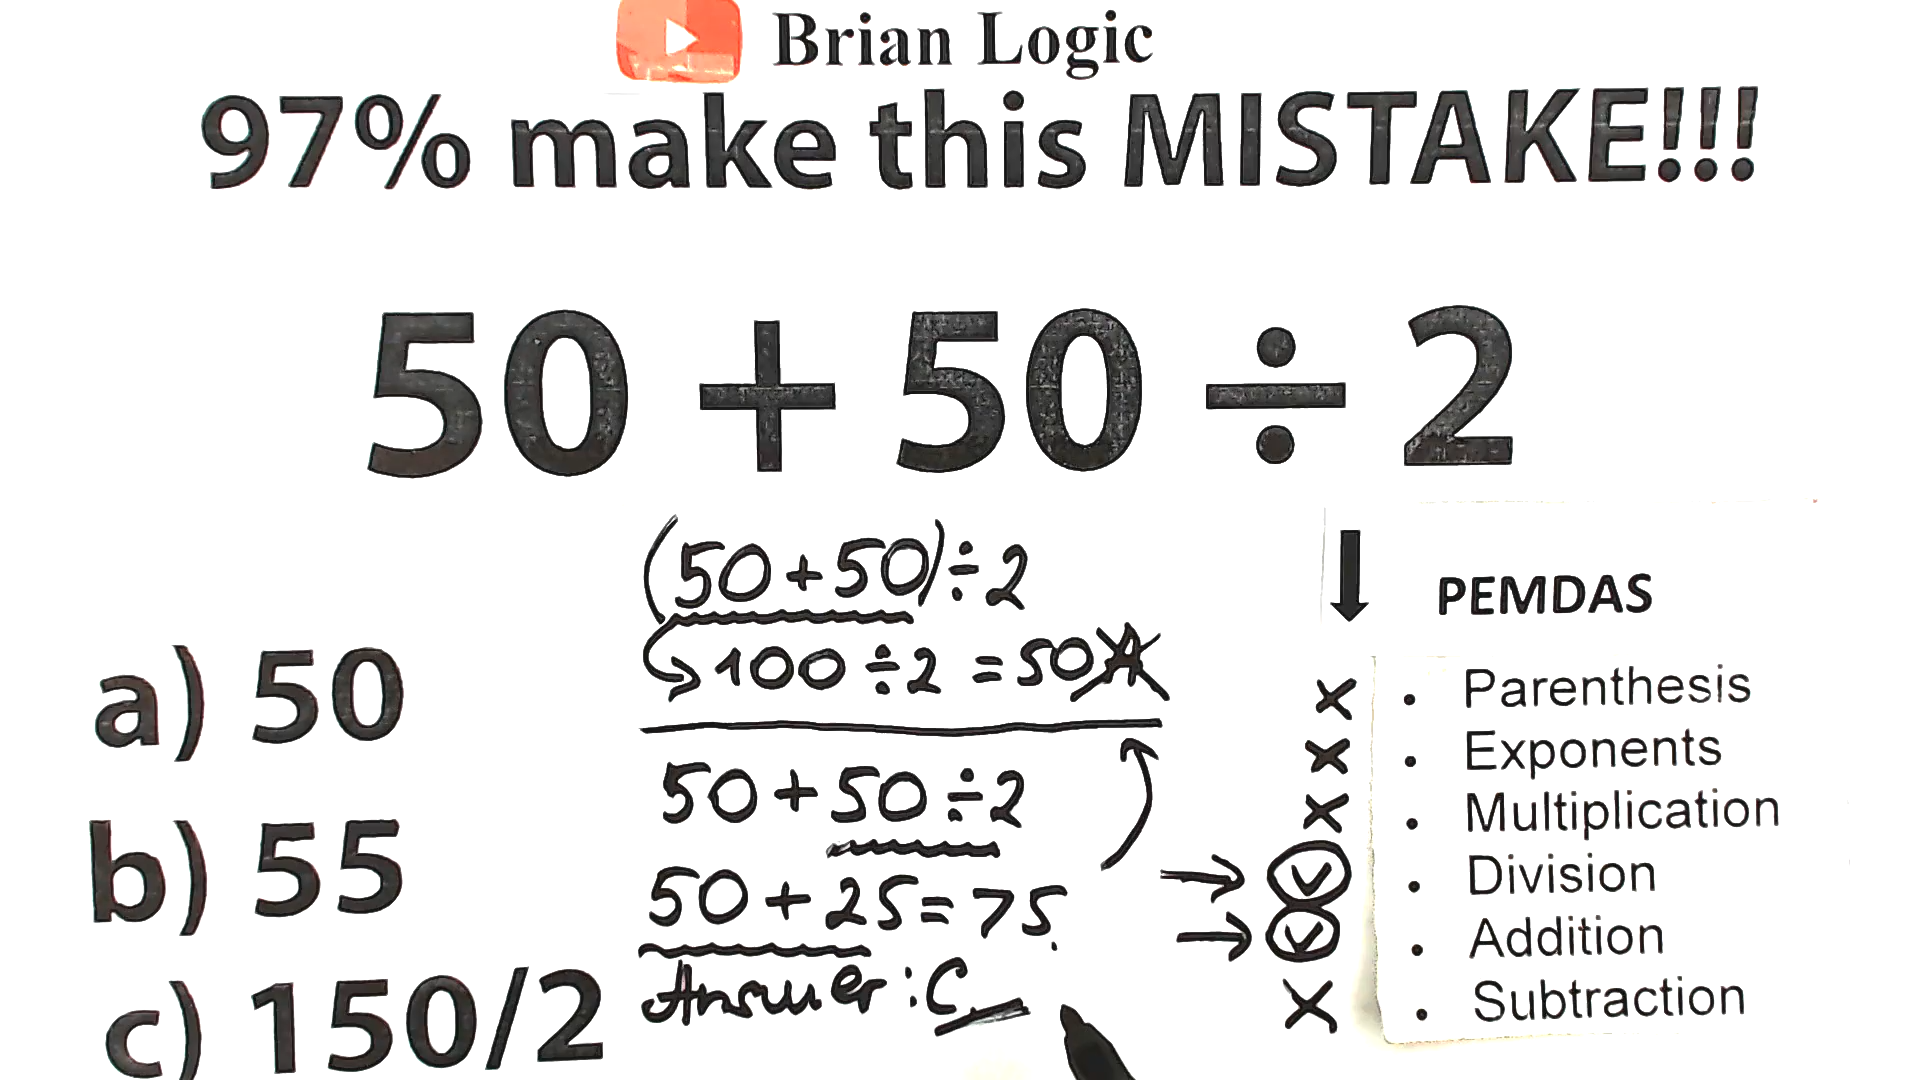 Brian Logic
97% make this MISTAKE!!!
50 + 50 ÷ 2
a) 50
b) 55
c) 150/2
(50+50)÷2
100÷2 = 50
50+50÷2
50+25=75.
Answer: C
PEMDAS
x • Parenthesis
x • Exponents
x • Multiplication
• Division
• Addition
x • Subtraction